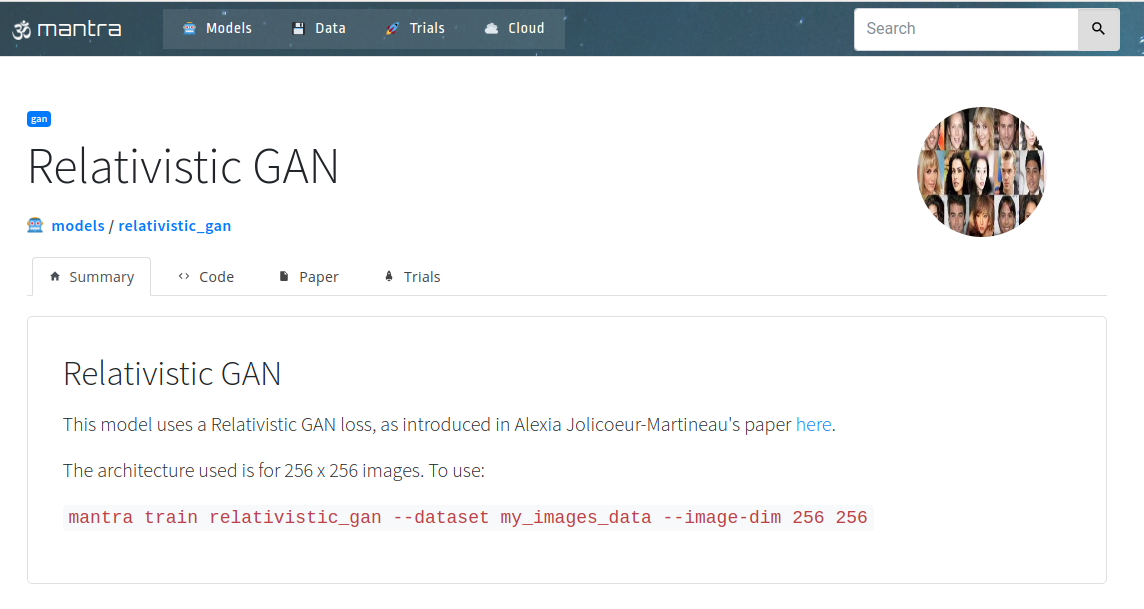 ॐ mantra Models Data Trials Cloud Search
gan
Relativistic GAN
models / relativistic_gan
Summary <> Code Paper Trials
Relativistic GAN
This model uses a Relativistic GAN loss, as introduced in Alexia Jolicoeur-Martineau's paper here.
The architecture used is for 256 x 256 images. To use:
mantra train relativistic_gan --dataset my_images_data --image-dim 256 256